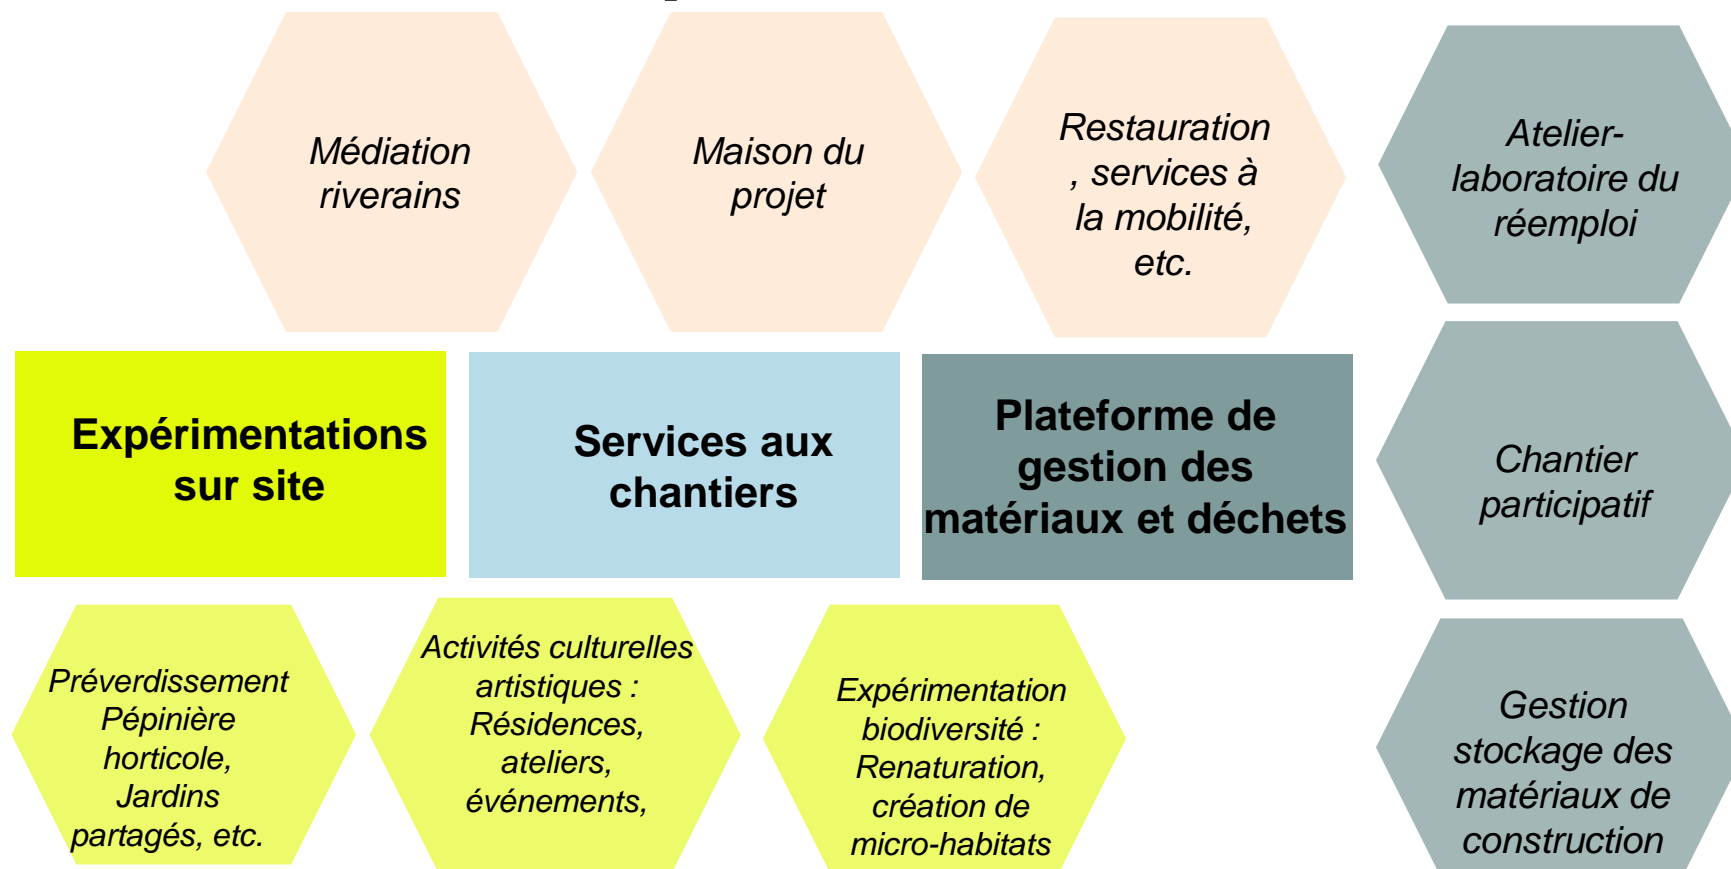 Médiation
riverains
Maison du
projet
Restauration
, services à
la mobilité,
etc.
Atelier-
laboratoire du
réemploi
Expérimentations
sur site
Services aux
chantiers
Plateforme de
gestion des
matériaux et déchets
Chantier
participatif
Préverdissement
Pépinière
horticole,
Jardins
partagés, etc.
Activités culturelles
artistiques :
Résidences,
ateliers,
événements,
Expérimentation
biodiversité :
Renaturation,
création de
micro-habitats
Gestion
stockage des
matériaux de
construction